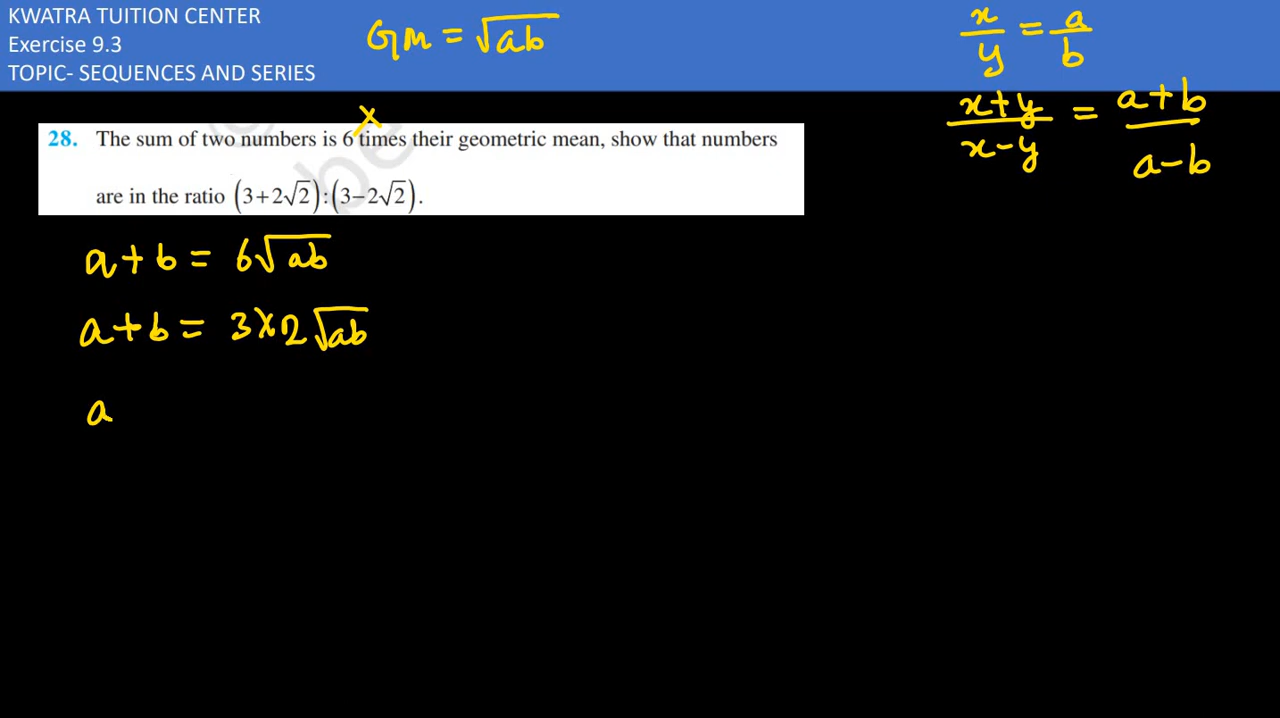 KWATRA TUITION CENTER
Exercise 9.3
TOPIC- SEQUENCES AND SERIES
GM = √ab
x/y = a/b
x+y/x-y = a+b/a-b
x
28. The sum of two numbers is 6 times their geometric mean, show that numbers
are in the ratio (3+2√2):(3−2√2).
a+b = 6√ab
a+b = 3×2√ab
a